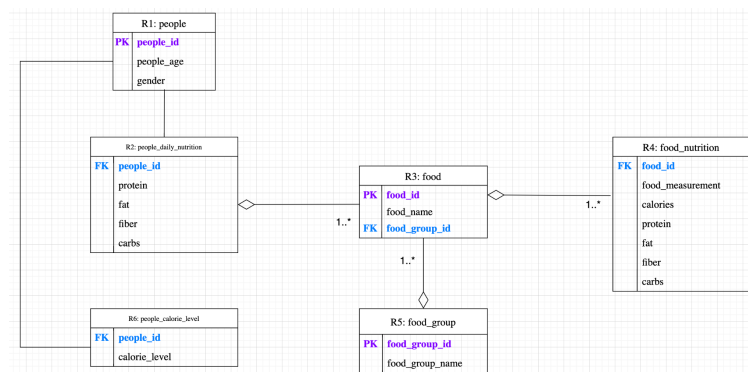 R1: people
PK people_id
people_age
gender
R2: people_daily_nutrition
FK people_id
protein
fat
fiber
carbs
1..*
R3: food
PK food_id
food_name
FK food_group_id
1..*
R4: food_nutrition
FK food_id
food_measurement
calories
protein
fat
fiber
carbs
1..*
R6: people_calorie_level
FK people_id
calorie_level
R5: food_group
PK food_group_id
food_group_name